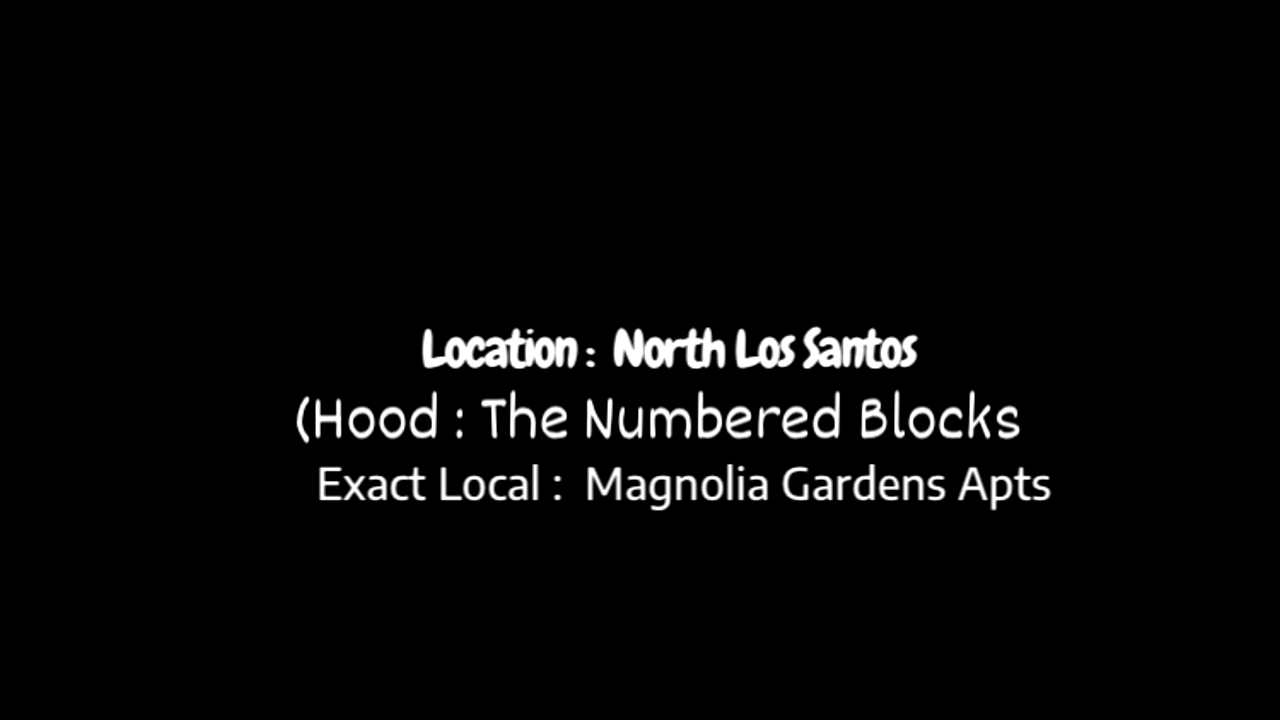 Location : North Los Santos
(Hood : The Numbered Blocks
Exact Local : Magnolia Gardens Apts